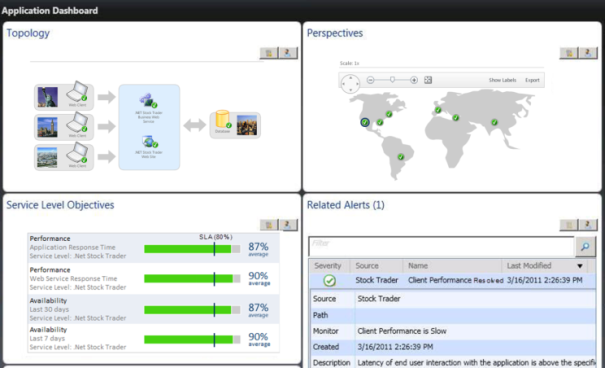 Application Dashboard
Topology
Web Client
Web Client
Web Client
.NET Stock Trader
Business Web
Service
.NET Stock Trader
Web Site
Database
Perspectives
Scale: 1x
Show Labels Export
Service Level Objectives
SLA(80%)
Performance
Application Response Time
Service Level: .Net Stock Trader
87%
average
Performance
Web Service Response Time
Service Level: .Net Stock Trader
90%
average
Availability
Last 30 days
Service Level: .Net Stock Trader
87%
average
Availability
Last 7 days
Service Level: .Net Stock Trader
90%
average
Related Alerts (1)
Filter
Severity Source Name Last Modified
Stock Trader Client Performance Resolved 3/16/2011 2:26:39 PM
Source Stock Trader
Path
Monitor Client Performance is Slow
Created 3/16/2011 2:26:39 PM
Description Latency of end user interaction with the application is above the specifi